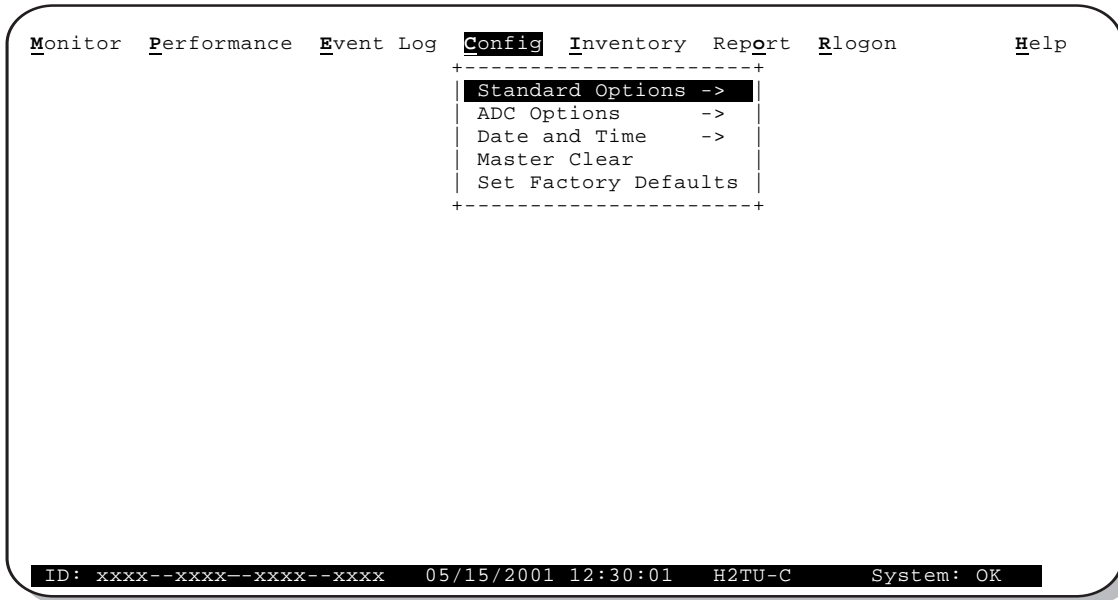 Monitor Performance Event Log Config Inventory Report Rlogon Help
+----------------------+
| Standard Options -> |
| ADC Options -> |
| Date and Time -> |
| Master Clear |
| Set Factory Defaults |
+----------------------+
ID: xxxx--xxxx--xxxx--xxxx 05/15/2001 12:30:01 H2TU-C System: OK